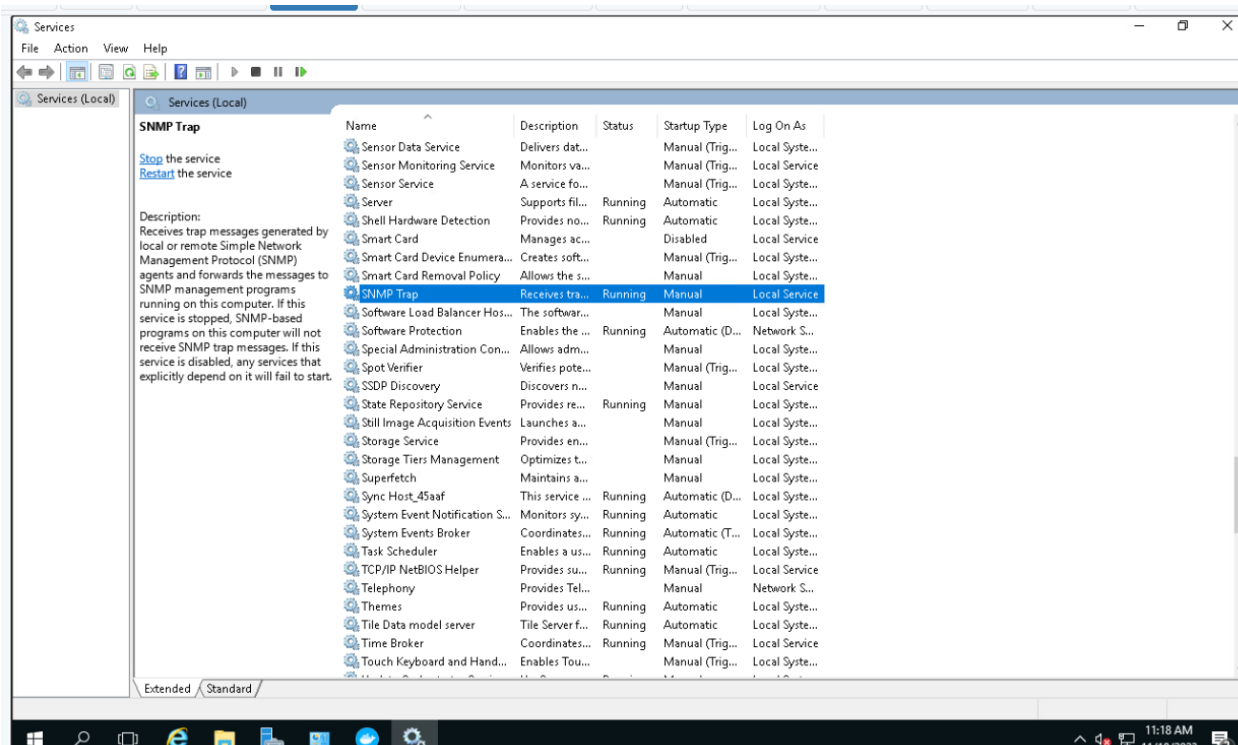 Services
File Action View Help
Services (Local)
Services (Local)
SNMP Trap
Stop the service
Restart the service
Description:
Receives trap messages generated by
local or remote Simple Network
Management Protocol (SNMP)
agents and forwards the messages to
SNMP management programs
running on this computer. If this
service is stopped, SNMP-based
programs on this computer will not
receive SNMP trap messages. If this
service is disabled, any services that
explicitly depend on it will fail to start.
Name Description Status Startup Type Log On As
Sensor Data Service Delivers dat... Manual (Trig... Local Syste...
Sensor Monitoring Service Monitors va... Manual (Trig... Local Service
Sensor Service A service fo... Manual (Trig... Local Syste...
Server Supports fil... Running Automatic Local Syste...
Shell Hardware Detection Provides no... Running Automatic Local Syste...
Smart Card Manages ac... Disabled Local Service
Smart Card Device Enumera... Creates soft... Manual (Trig... Local Syste...
Smart Card Removal Policy Allows the s... Manual Local Syste...
SNMP Trap Receives tra... Running Manual Local Service
Software Load Balancer Hos... The softwar... Manual Local Syste...
Software Protection Enables the ... Running Automatic (D... Network S...
Special Administration Con... Allows adm... Manual Local Syste...
Spot Verifier Verifies pote... Manual (Trig... Local Syste...
SSDP Discovery Discovers n... Manual Local Service
State Repository Service Provides re... Running Manual Local Syste...
Still Image Acquisition Events Launches a... Manual Local Syste...
Storage Service Provides en... Manual (Trig... Local Syste...
Storage Tiers Management Optimizes t... Manual Local Syste...
Superfetch Maintains a... Manual Local Syste...
Sync Host_45aaf This service ... Running Automatic (D... Local Syste...
System Event Notification S... Monitors sy... Running Automatic Local Syste...
System Events Broker Coordinates... Running Automatic (T... Local Syste...
Task Scheduler Enables a us... Running Automatic Local Syste...
TCP/IP NetBIOS Helper Provides su... Running Manual (Trig... Local Service
Telephony Provides Tel... Manual Network S...
Themes Provides us... Running Automatic Local Syste...
Tile Data model server Tile Server f... Running Automatic Local Syste...
Time Broker Coordinates... Running Manual (Trig... Local Service
Touch Keyboard and Hand... Enables Tou... Manual (Trig... Local Syste...
Extended Standard
11:18 AM